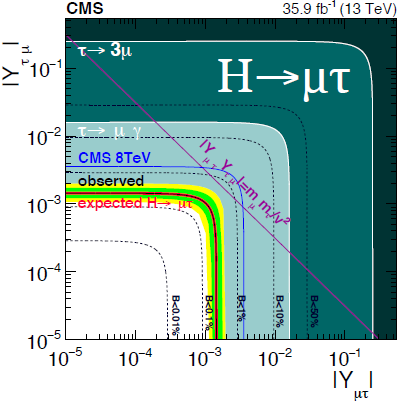 CMS 35.9 fb⁻¹ (13 TeV)
|Y_τμ|
10⁻¹
10⁻²
10⁻³
10⁻⁴
10⁻⁵
τ→3μ
H→μτ
τ→ μ γ
CMS 8TeV
observed
expected H→ μτ
|Y_μτ Y_τμ|=m_μ m_τ/v²
B<0.01%
B<0.1%
B<1%
B<10%
B<50%
10⁻⁵ 10⁻⁴ 10⁻³ 10⁻² 10⁻¹
|Y_μτ|